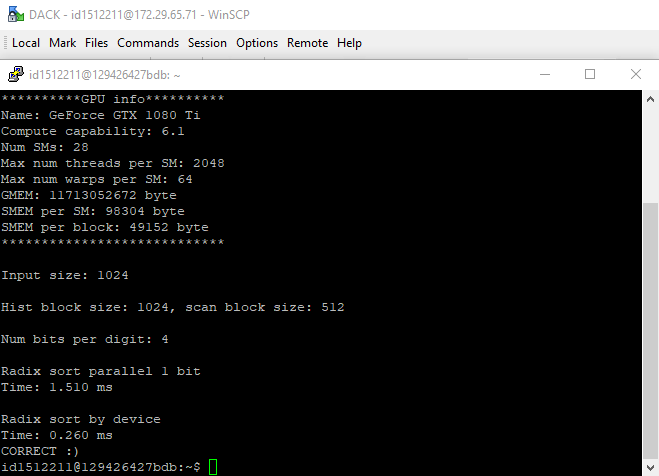 DACK - id1512211@172.29.65.71 - WinSCP
Local Mark Files Commands Session Options Remote Help
id1512211@129426427bdb: ~
**********GPU info**********
Name: GeForce GTX 1080 Ti
Compute capability: 6.1
Num SMs: 28
Max num threads per SM: 2048
Max num warps per SM: 64
GMEM: 11713052672 byte
SMEM per SM: 98304 byte
SMEM per block: 49152 byte
****************************
Input size: 1024
Hist block size: 1024, scan block size: 512
Num bits per digit: 4
Radix sort parallel 1 bit
Time: 1.510 ms
Radix sort by device
Time: 0.260 ms
CORRECT :)
id1512211@129426427bdb:~$